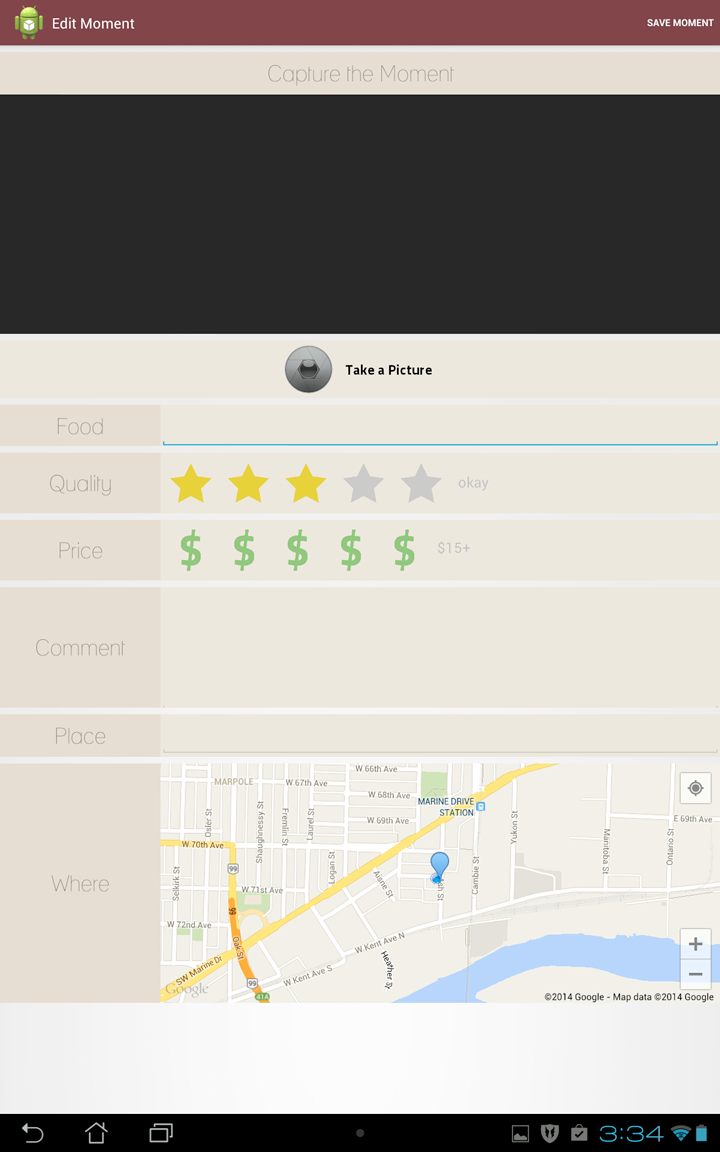 Edit Moment
SAVE MOMENT
Capture the Moment
Take a Picture
Food
Quality
okay
Price
$ $ $ $ $
$15+
Comment
Place
Where
W 66th Ave
MARPOLE
W 67th Ave
W 68th Ave
MARINE DRIVE
STATION
W 69th Ave
E 69th Ave
Osler St
Shaughnessy St
Fremlin St
Laurel St
Yukon St
Manitoba St
Ontario St
W 70th Ave
Logan St
Cambie St
Selkirk St
99
W 71st Ave
Aisne St
99
W 72nd Ave
Oak St
W Kent Ave N
Heather St
SW Marine Dr
W Kent Ave S
99
41A
Google
+
−
©2014 Google - Map data ©2014 Google
3:34